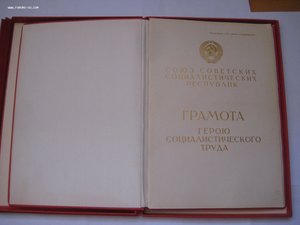 СОЮЗ СОВЕТСКИХ
СОЦИАЛИСТИЧЕСКИХ
РЕСПУБЛИК
ГРАМОТА
ГЕРОЮ
СОЦИАЛИСТИЧЕСКОГО
ТРУДА